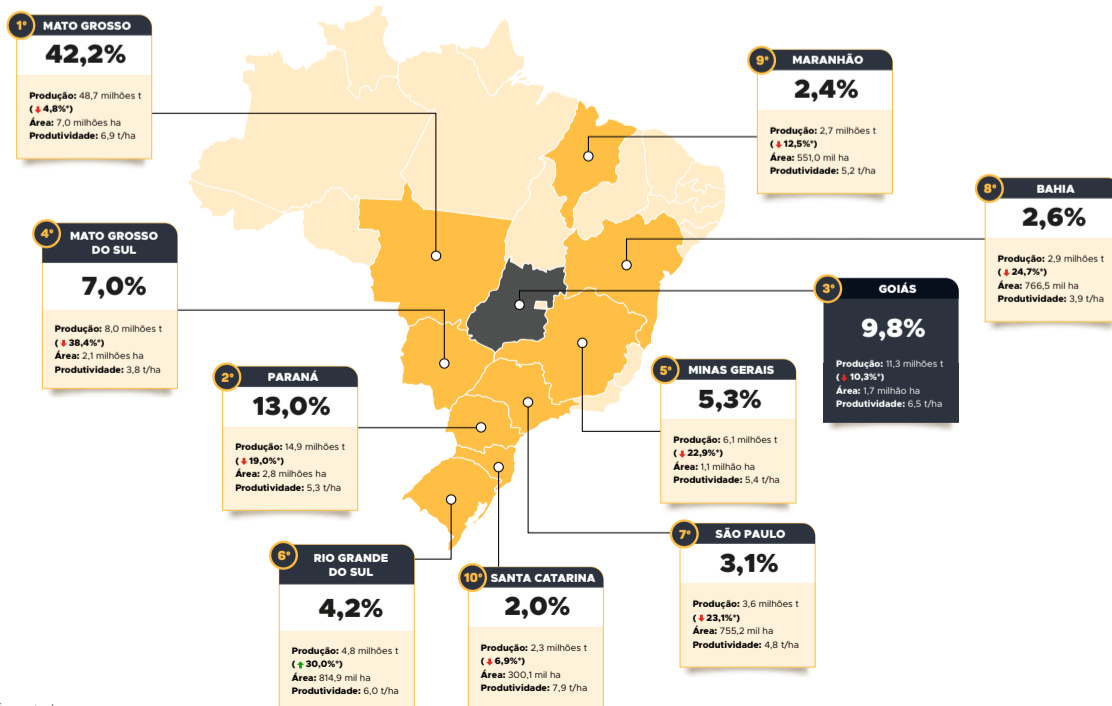 1º MATO GROSSO
42,2%
Produção: 48,7 milhões t
(↓4,8%*)
Área: 7,0 milhões ha
Produtividade: 6,9 t/ha
9º MARANHÃO
2,4%
Produção: 2,7 milhões t
(↓12,5%*)
Área: 551,0 mil ha
Produtividade: 5,2 t/ha
8º BAHIA
2,6%
Produção: 2,9 milhões t
(↓24,7%*)
Área: 766,5 mil ha
Produtividade: 3,9 t/ha
4º MATO GROSSO
DO SUL
7,0%
Produção: 8,0 milhões t
(↓38,4%*)
Área: 2,1 milhões ha
Produtividade: 3,8 t/ha
3º GOIÁS
9,8%
Produção: 11,3 milhões t
(↓10,3%*)
Área: 1,7 milhão ha
Produtividade: 6,5 t/ha
2º PARANÁ
13,0%
Produção: 14,9 milhões t
(↓19,0%*)
Área: 2,8 milhões ha
Produtividade: 5,3 t/ha
5º MINAS GERAIS
5,3%
Produção: 6,1 milhões t
(↓22,9%*)
Área: 1,1 milhão ha
Produtividade: 5,4 t/ha
7º SÃO PAULO
3,1%
Produção: 3,6 milhões t
(↓23,1%*)
Área: 755,2 mil ha
Produtividade: 4,8 t/ha
6º RIO GRANDE
DO SUL
4,2%
Produção: 4,8 milhões t
(↑30,0%*)
Área: 814,9 mil ha
Produtividade: 6,0 t/ha
10º SANTA CATARINA
2,0%
Produção: 2,3 milhões t
(↓6,9%*)
Área: 300,1 mil ha
Produtividade: 7,9 t/ha